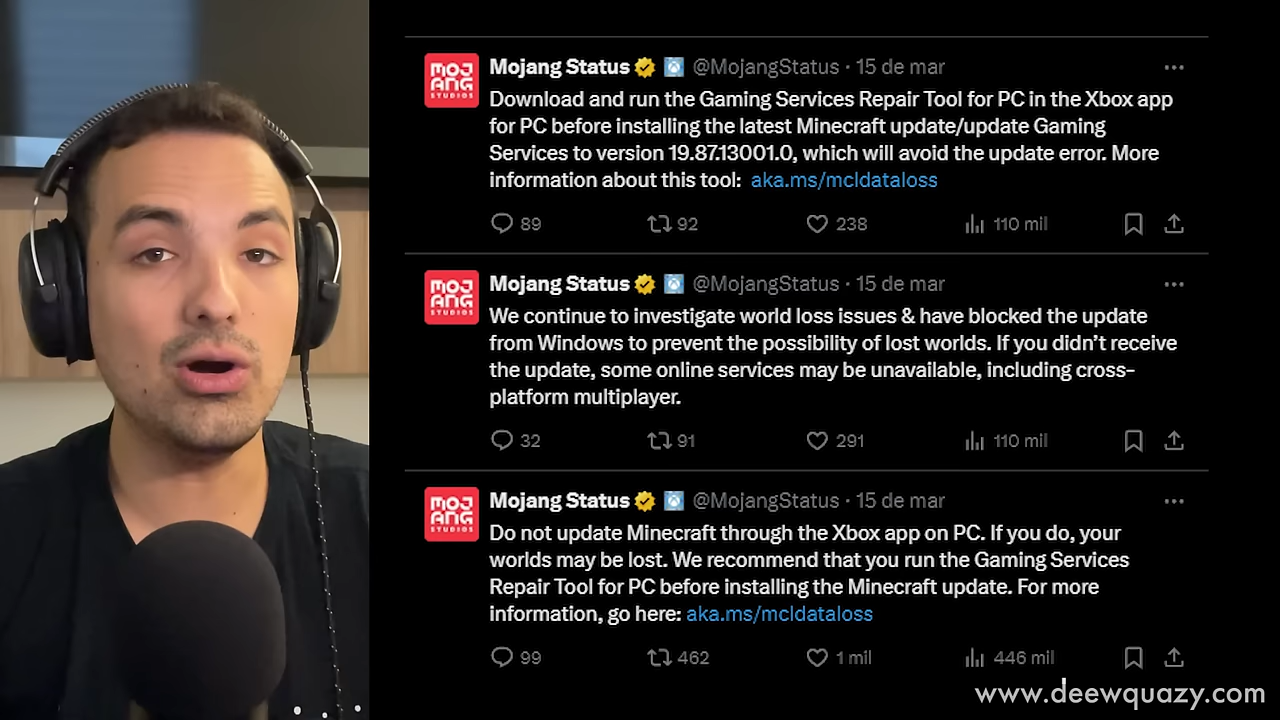 MOJ
ANG
STUDIOS
Mojang Status @MojangStatus · 15 de mar
Download and run the Gaming Services Repair Tool for PC in the Xbox app
for PC before installing the latest Minecraft update/update Gaming
Services to version 19.87.13001.0, which will avoid the update error. More
information about this tool: aka.ms/mcldataloss
89 92 238 110 mil
MOJ
ANG
STUDIOS
Mojang Status @MojangStatus · 15 de mar
We continue to investigate world loss issues & have blocked the update
from Windows to prevent the possibility of lost worlds. If you didn’t receive
the update, some online services may be unavailable, including cross-
platform multiplayer.
32 91 291 110 mil
MOJ
ANG
STUDIOS
Mojang Status @MojangStatus · 15 de mar
Do not update Minecraft through the Xbox app on PC. If you do, your
worlds may be lost. We recommend that you run the Gaming Services
Repair Tool for PC before installing the Minecraft update. For more
information, go here: aka.ms/mcldataloss
99 462 1 mil 446 mil
www.deewquazy.com